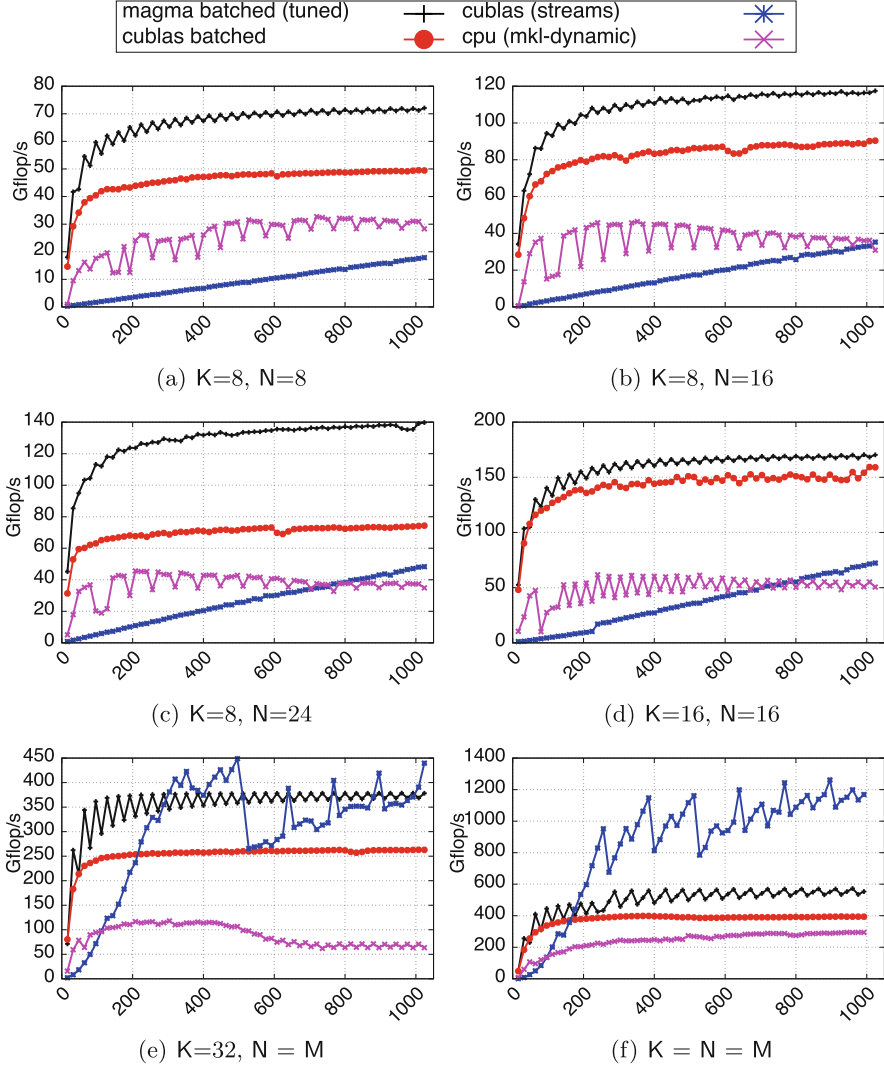 magma batched (tuned) cublas (streams)
cublas batched cpu (mkl-dynamic)
Gflop/s
80
70
60
50
40
30
20
10
0
0 200 400 600 800 1000
(a) K=8, N=8
120
100
80
60
40
20
0
0 200 400 600 800 1000
(b) K=8, N=16
Gflop/s
140
120
100
80
60
40
20
0
0 200 400 600 800 1000
(c) K=8, N=24
200
150
100
50
0
0 200 400 600 800 1000
(d) K=16, N=16
Gflop/s
450
400
350
300
250
200
150
100
50
0
0 200 400 600 800 1000
(e) K=32, N = M
Gflop/s
1400
1200
1000
800
600
400
200
0
0 200 400 600 800 1000
(f) K = N = M